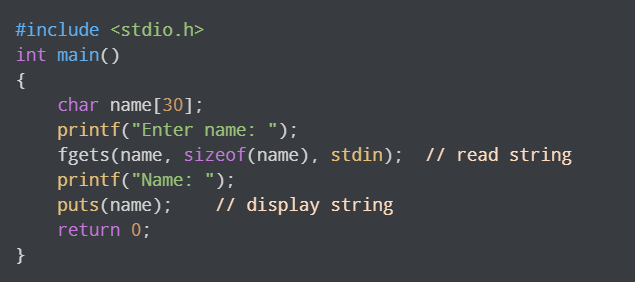 #include <stdio.h>
int main()
{
    char name[30];
    printf("Enter name: ");
    fgets(name, sizeof(name), stdin);  // read string
    printf("Name: ");
    puts(name);    // display string
    return 0;
}